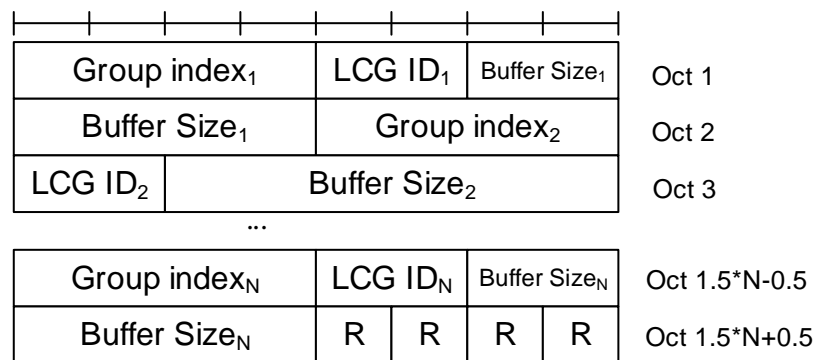 Group index₁ LCG ID₁ Buffer Size₁ Oct 1
Buffer Size₁ Group index₂ Oct 2
LCG ID₂ Buffer Size₂ Oct 3
...
Group indexN LCG IDN Buffer SizeN Oct 1.5*N-0.5
Buffer SizeN R R R R Oct 1.5*N+0.5